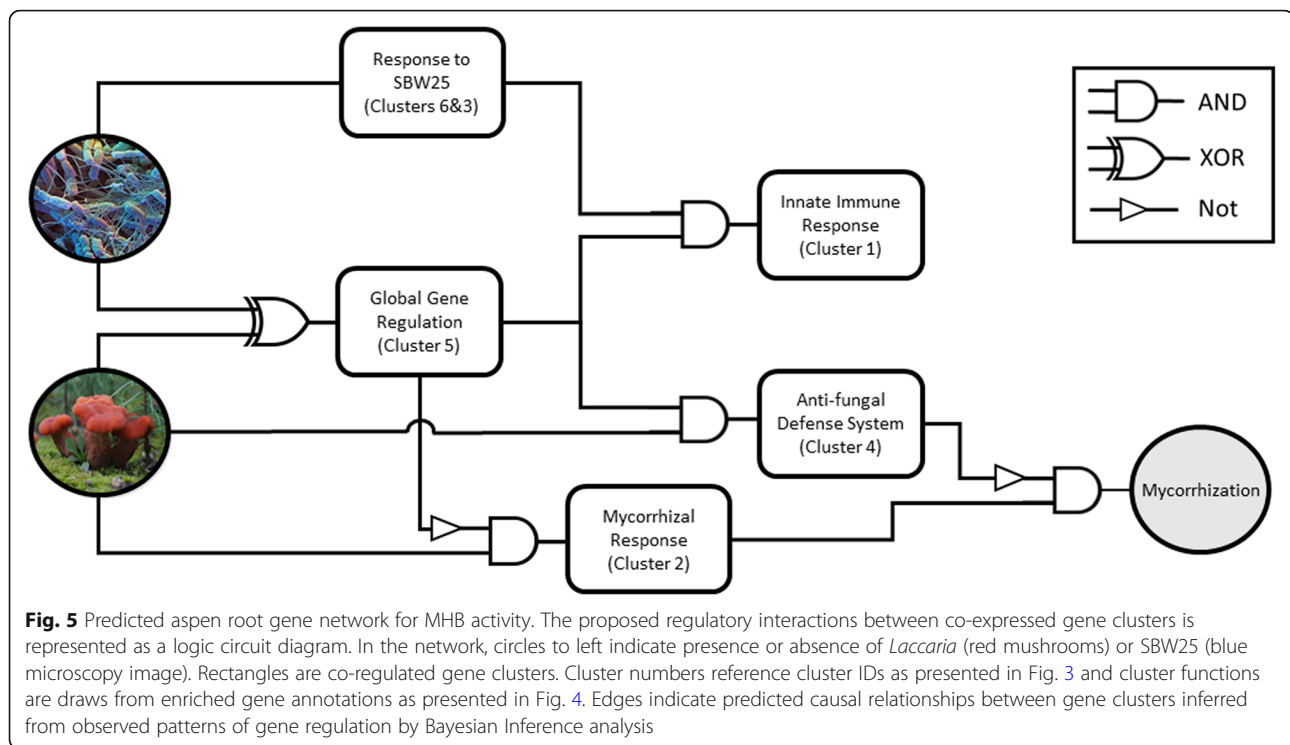 Response to
SBW25
(Clusters 6&3)
AND
XOR
Not
Innate Immune
Response
(Cluster 1)
Global Gene
Regulation
(Cluster 5)
Anti-fungal
Defense System
(Cluster 4)
Mycorrhization
Mycorrhizal
Response
(Cluster 2)
Fig. 5 Predicted aspen root gene network for MHB activity. The proposed regulatory interactions between co-expressed gene clusters is
represented as a logic circuit diagram. In the network, circles to left indicate presence or absence of Laccaria (red mushrooms) or SBW25 (blue
microscopy image). Rectangles are co-regulated gene clusters. Cluster numbers reference cluster IDs as presented in Fig. 3 and cluster functions
are draws from enriched gene annotations as presented in Fig. 4. Edges indicate predicted causal relationships between gene clusters inferred
from observed patterns of gene regulation by Bayesian Inference analysis